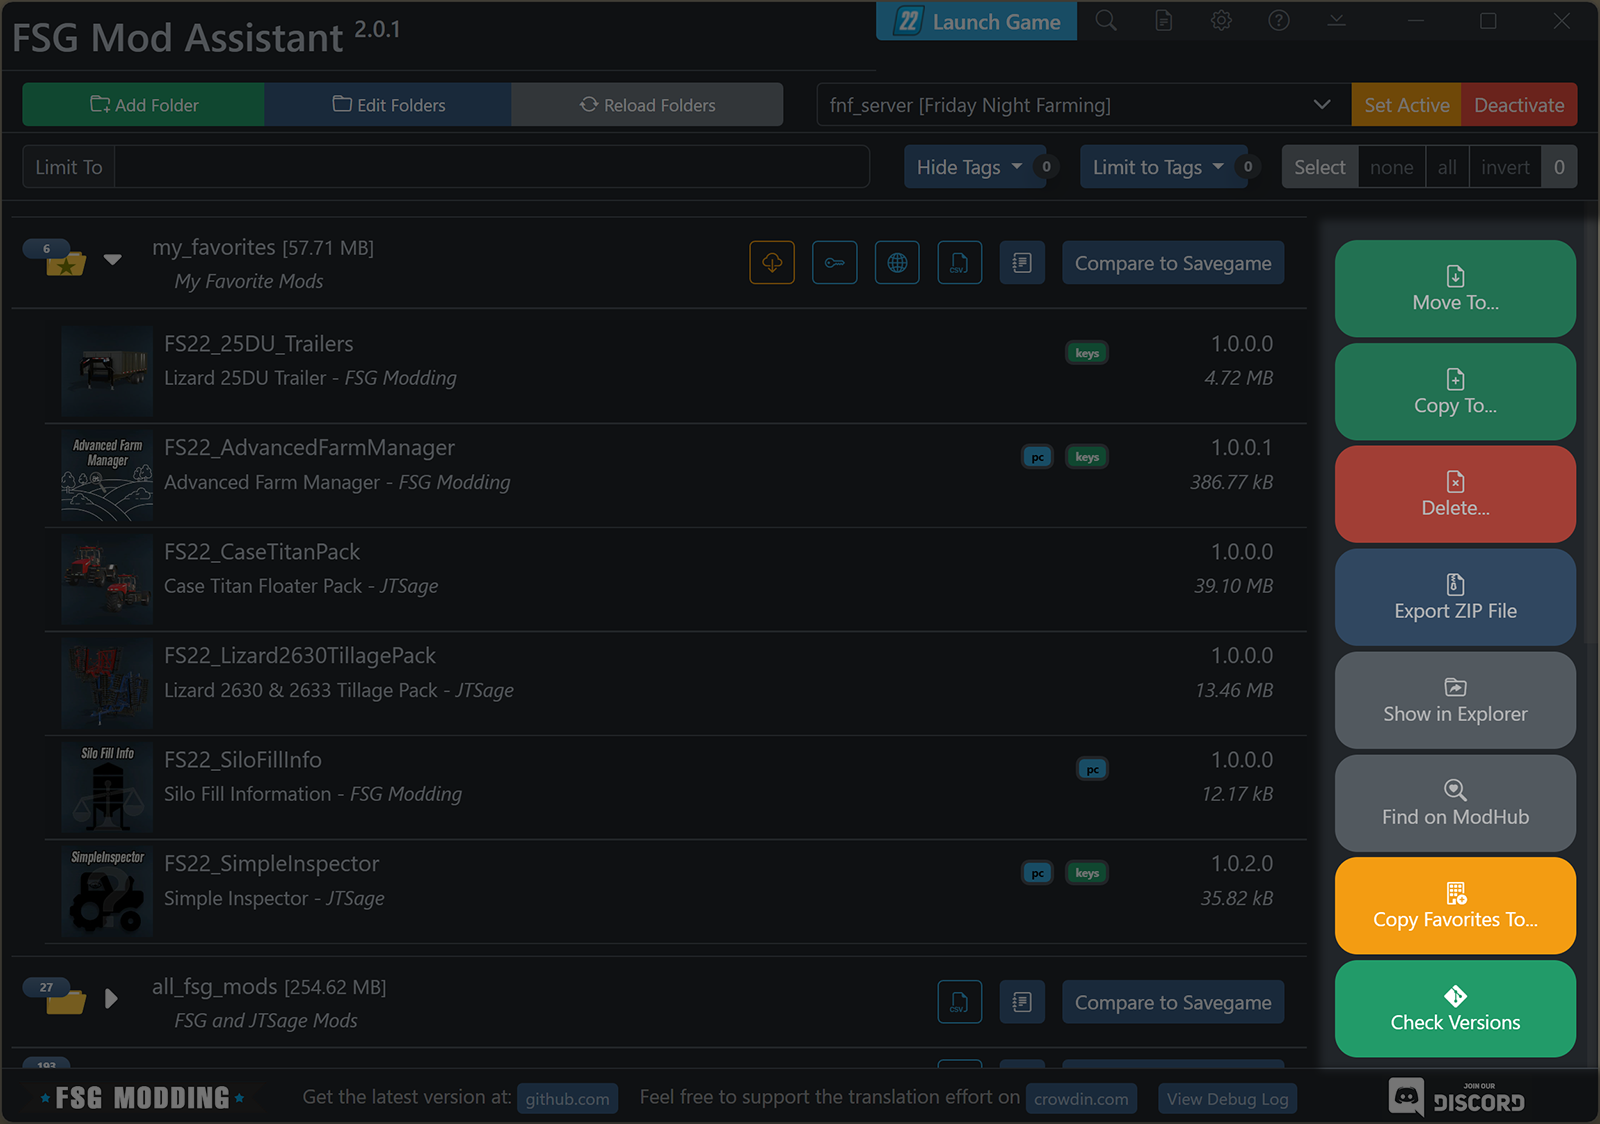 FSG Mod Assistant 2.0.1
22 Launch Game
Add Folder
Edit Folders
Reload Folders
fnf_server [Friday Night Farming]
Set Active
Deactivate
Limit To
Hide Tags 0
Limit to Tags 0
Select none all invert 0
6
my_favorites [57.71 MB]
My Favorite Mods
CSV
Compare to Savegame
FS22_25DU_Trailers
keys
1.0.0.0
Lizard 25DU Trailer - FSG Modding
4.72 MB
Advanced Farm
Manager
FS22_AdvancedFarmManager
pc keys
1.0.0.1
Advanced Farm Manager - FSG Modding
386.77 kB
FS22_CaseTitanPack
1.0.0.0
Case Titan Floater Pack - JTSage
39.10 MB
FS22_Lizard2630TillagePack
1.0.0.0
Lizard 2630 & 2633 Tillage Pack - JTSage
13.46 MB
Silo Fill Info
FS22_SiloFillInfo
pc
1.0.0.0
Silo Fill Information - FSG Modding
12.17 kB
SimpleInspector
FS22_SimpleInspector
pc keys
1.0.2.0
Simple Inspector - JTSage
35.82 kB
27
all_fsg_mods [254.62 MB]
FSG and JTSage Mods
CSV
Compare to Savegame
193
Move To...
Copy To...
Delete...
Export ZIP File
Show in Explorer
Find on ModHub
Copy Favorites To...
Check Versions
FSG MODDING
Get the latest version at: github.com
Feel free to support the translation effort on crowdin.com
View Debug Log
JOIN OUR
DISCORD